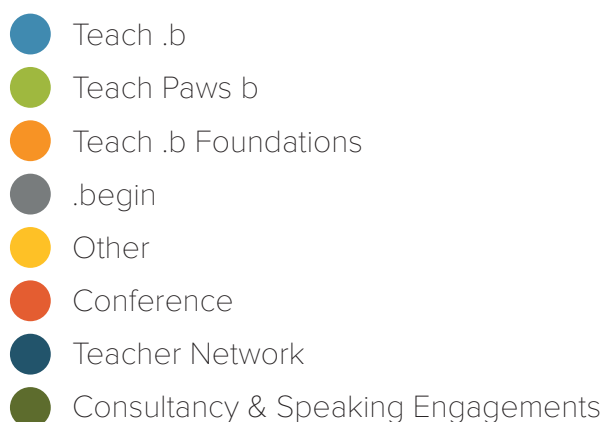 Teach .b
Teach Paws b
Teach .b Foundations
.begin
Other
Conference
Teacher Network
Consultancy & Speaking Engagements